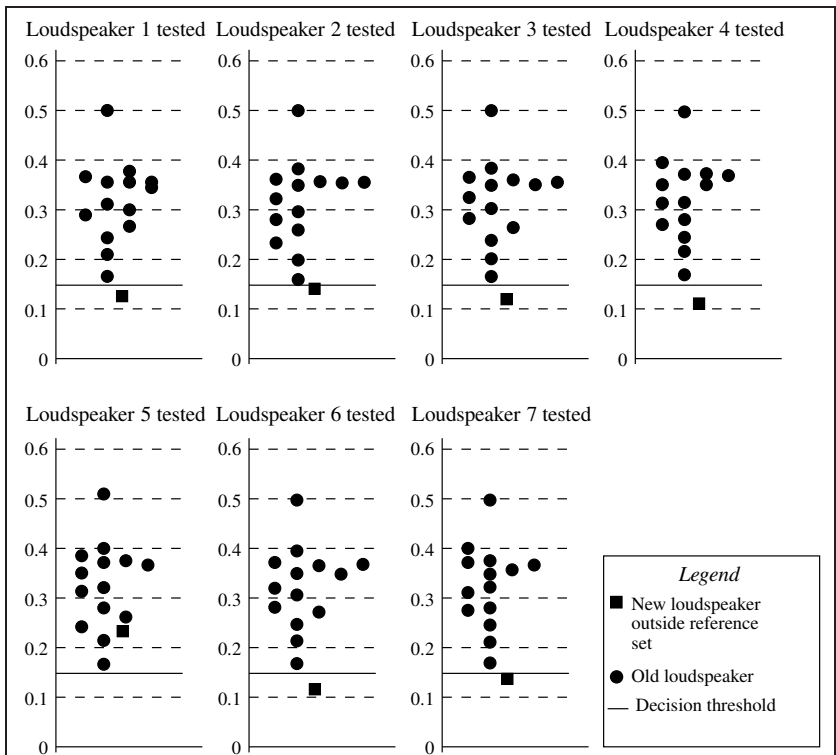 Loudspeaker 1 tested Loudspeaker 2 tested Loudspeaker 3 tested Loudspeaker 4 tested
0.6 0.6 0.6 0.6
0.5 0.5 0.5 0.5
0.4 0.4 0.4 0.4
0.3 0.3 0.3 0.3
0.2 0.2 0.2 0.2
0.1 0.1 0.1 0.1
0 0 0 0
Loudspeaker 5 tested Loudspeaker 6 tested Loudspeaker 7 tested
0.6 0.6 0.6
0.5 0.5 0.5
0.4 0.4 0.4
0.3 0.3 0.3
0.2 0.2 0.2
0.1 0.1 0.1
0 0 0
Legend
New loudspeaker
outside reference
set
Old loudspeaker
Decision threshold